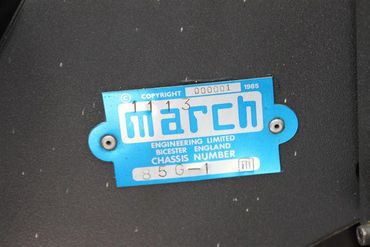 © COPYRIGHT 000001 1985
1113
march
ENGINEERING LIMITED
BICESTER ENGLAND
CHASSIS NUMBER
85G-1 m